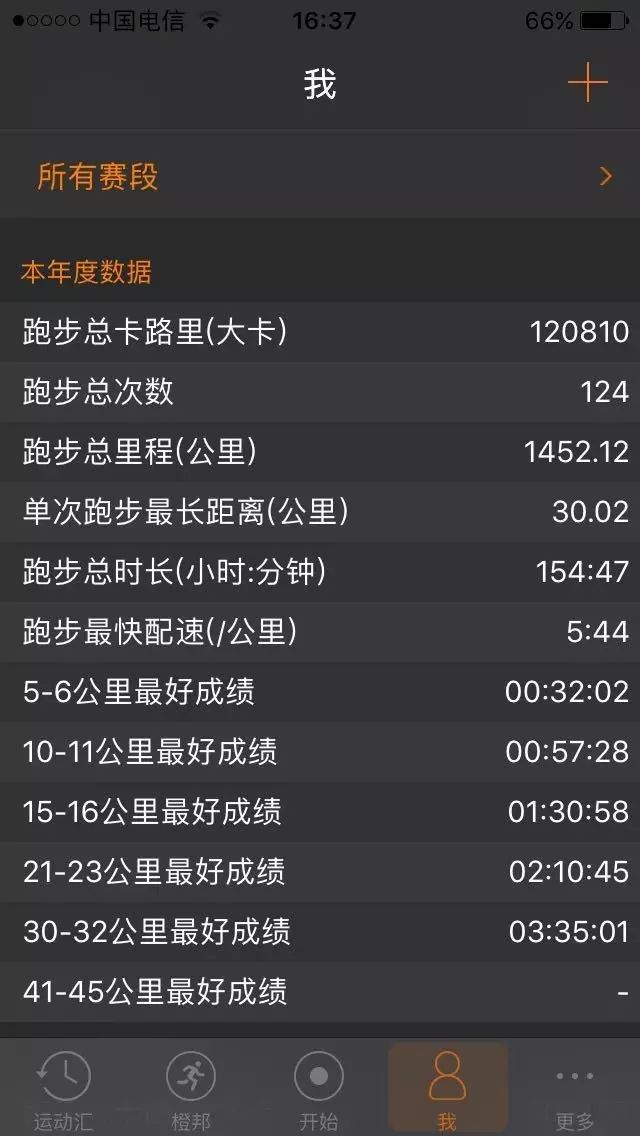 中国电信 16:37 66%
我
所有赛段
本年度数据
跑步总卡路里(大卡) 120810
跑步总次数 124
跑步总里程(公里) 1452.12
单次跑步最长距离(公里) 30.02
跑步总时长(小时:分钟) 154:47
跑步最快配速(/公里) 5:44
5-6公里最好成绩 00:32:02
10-11公里最好成绩 00:57:28
15-16公里最好成绩 01:30:58
21-23公里最好成绩 02:10:45
30-32公里最好成绩 03:35:01
41-45公里最好成绩 -
运动汇 橙邦 开始 我 更多